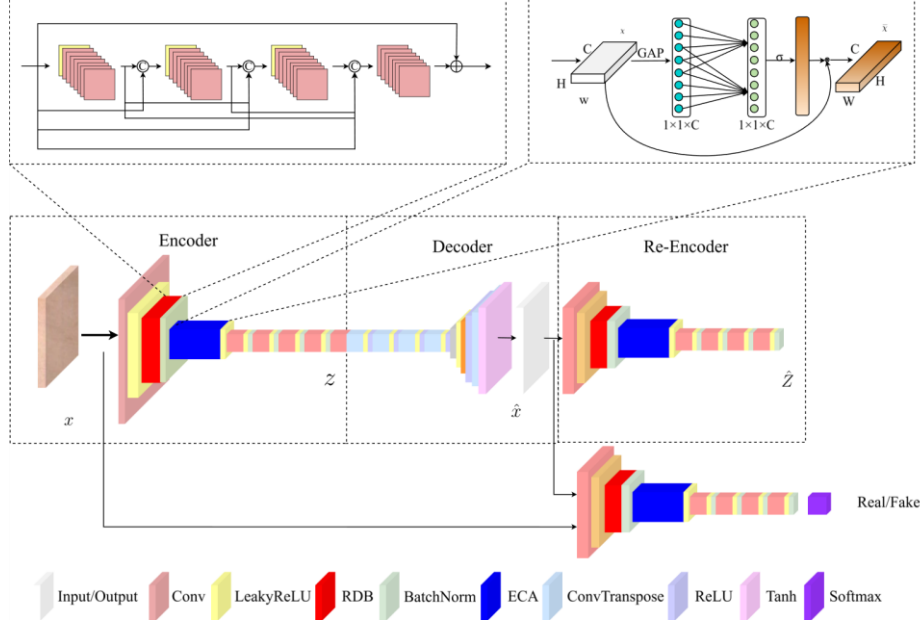 C C C
x
C
GAP
H
w
1×1×C
1×1×C
σ
x̃
C
H
W
Encoder
Decoder
Re-Encoder
x
z
x̂
Ẑ
Real/Fake
Input/Output Conv LeakyReLU RDB BatchNorm ECA ConvTranspose ReLU Tanh Softmax